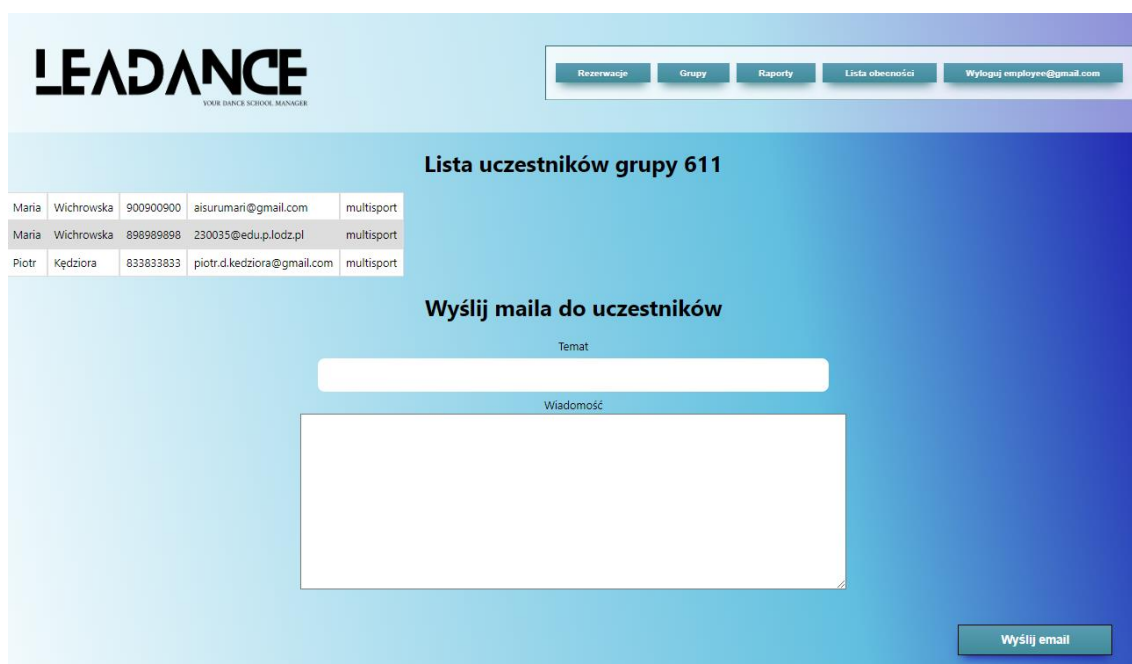 LEADANCE
YOUR DANCE SCHOOL MANAGER
Rezerwacje Grupy Raporty Lista obecności Wyloguj employee@gmail.com
Lista uczestników grupy 611
Maria Wichrowska 900900900 aisurumari@gmail.com multisport
Maria Wichrowska 898989898 230035@edu.p.lodz.pl multisport
Piotr Kędziora 833833833 piotr.d.kedziora@gmail.com multisport
Wyślij maila do uczestników
Temat
Wiadomość
Wyślij email